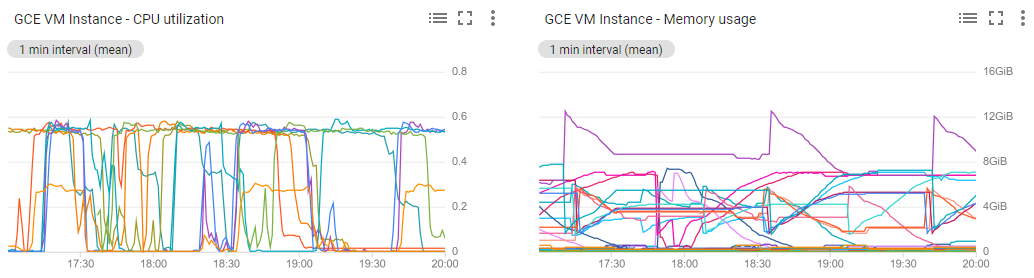 GCE VM Instance - CPU utilization
1 min interval (mean)
0.8
0.6
0.4
0.2
0
17:30 18:00 18:30 19:00 19:30 20:00
GCE VM Instance - Memory usage
1 min interval (mean)
16GiB
12GiB
8GiB
4GiB
0
17:30 18:00 18:30 19:00 19:30 20:00